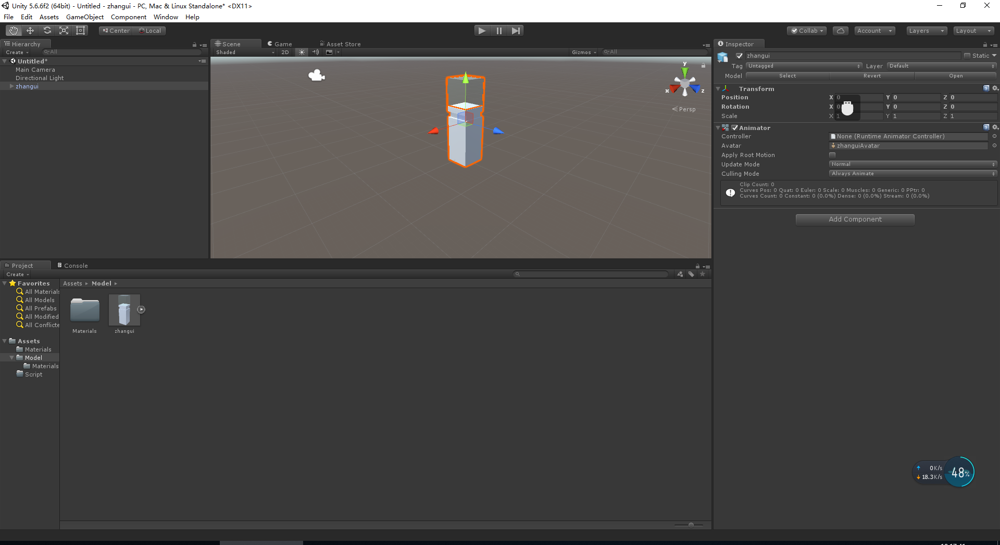 Unity 5.6.6f2 (64bit) - Untitled - zhangui - PC, Mac & Linux Standalone* <DX11>
File Edit Assets GameObject Component Window Help
Center Local Collab Account Layers Layout
Hierarchy
Create All
Untitled*
Main Camera
Directional Light
zhangui
Scene Game Asset Store
Shaded 2D Gizmos All
y
x z
Persp
Inspector
zhangui Static
Tag Untagged Layer Default
Model Select Revert Open
Transform
Position X 0 Y 0 Z 0
Rotation X 0 Y 0 Z 0
Scale X 1 Y 1 Z 1
Animator
Controller None (Runtime Animator Controller)
Avatar zhanguiAvatar
Apply Root Motion
Update Mode Normal
Culling Mode Always Animate
Clip Count: 0
Curves Pos: 0 Quat: 0 Euler: 0 Scale: 0 Muscles: 0 Generic: 0 PPtr: 0
Curves Count: 0 Constant: 0 (0.0%) Dense: 0 (0.0%) Stream: 0 (0.0%)
Add Component
Project Console
Create
Favorites
All Materials
All Models
All Prefabs
All Modified
All Conflicte
Assets
Materials
Model
Materials
Script
Assets Model
Materials zhangui
0K/s
18.3K/s
48%